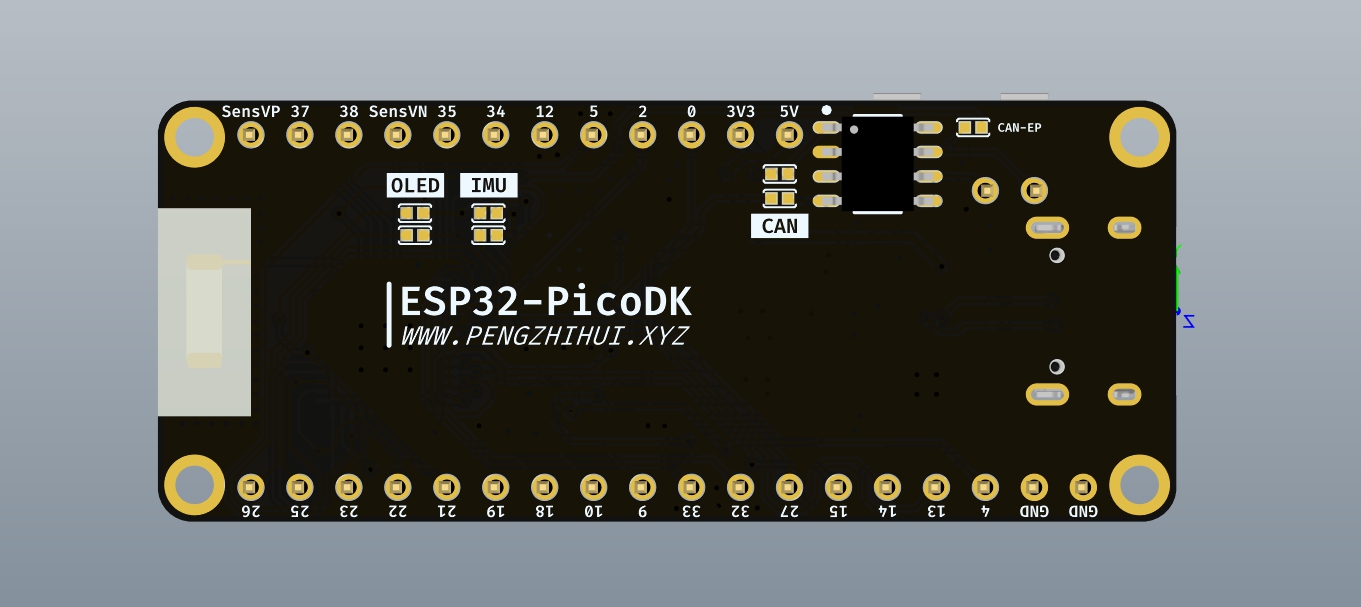 SensVP 37 38 SensVN 35 34 12 5 2 0 3V3 5V
CAN-EP
OLED IMU
CAN
ESP32-PicoDK
WWW.PENGZHIHUI.XYZ
Z
26 25 23 22 21 19 18 10 9 33 32 27 15 14 13 4 GND GND